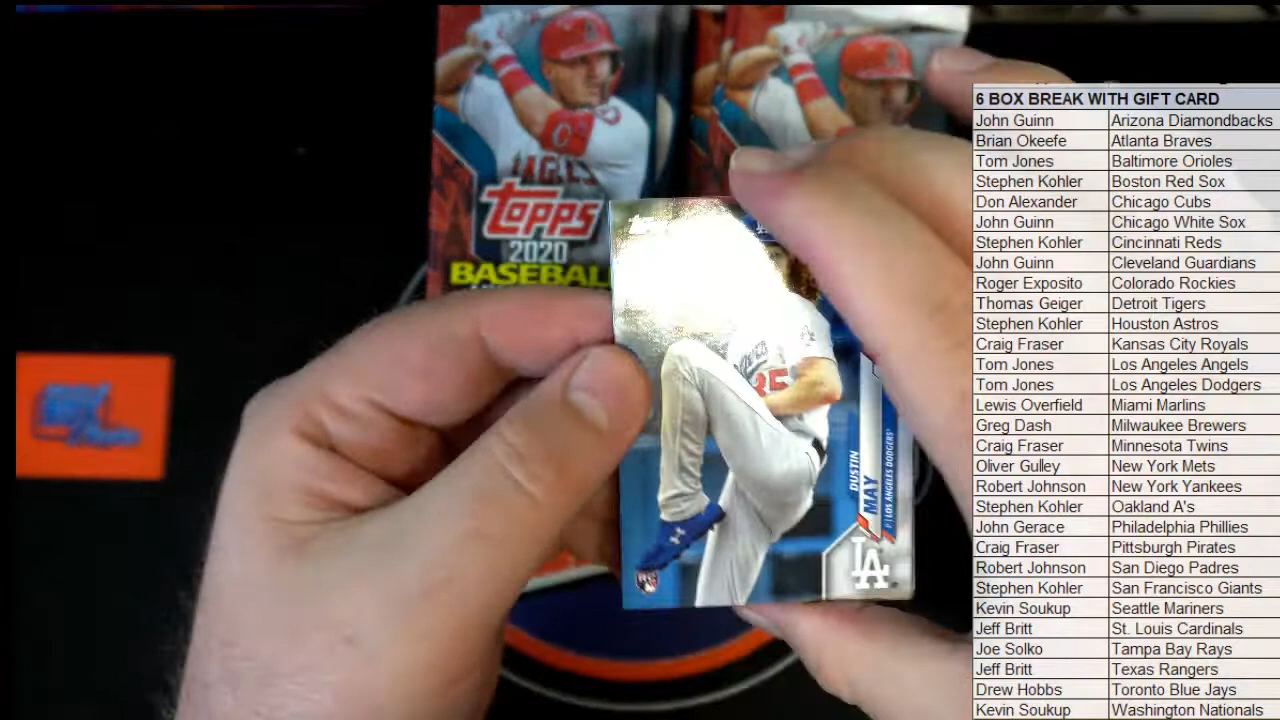 topps
2020
BASEBALL
DUSTIN
MAY
P | LOS ANGELES DODGERS
LA
35
6 BOX BREAK WITH GIFT CARD
John Guinn Arizona Diamondbacks
Brian Okeefe Atlanta Braves
Tom Jones Baltimore Orioles
Stephen Kohler Boston Red Sox
Don Alexander Chicago Cubs
John Guinn Chicago White Sox
Stephen Kohler Cincinnati Reds
John Guinn Cleveland Guardians
Roger Exposito Colorado Rockies
Thomas Geiger Detroit Tigers
Stephen Kohler Houston Astros
Craig Fraser Kansas City Royals
Tom Jones Los Angeles Angels
Tom Jones Los Angeles Dodgers
Lewis Overfield Miami Marlins
Greg Dash Milwaukee Brewers
Craig Fraser Minnesota Twins
Oliver Gulley New York Mets
Robert Johnson New York Yankees
Stephen Kohler Oakland A's
John Gerace Philadelphia Phillies
Craig Fraser Pittsburgh Pirates
Robert Johnson San Diego Padres
Stephen Kohler San Francisco Giants
Kevin Soukup Seattle Mariners
Jeff Britt St. Louis Cardinals
Joe Solko Tampa Bay Rays
Jeff Britt Texas Rangers
Drew Hobbs Toronto Blue Jays
Kevin Soukup Washington Nationals